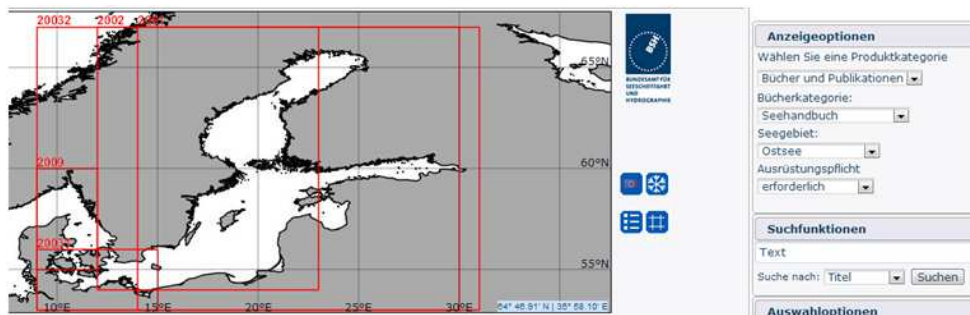 20032 2002
BSH
BUNDESAMT FÜR
SEESCHIFFFAHRT
UND
HYDROGRAPHIE
65°N
2009
60°N
55°N
10°E 15°E 20°E 25°E 30°E
Anzeigeoptionen
Wählen Sie eine Produktkategorie
Bücher und Publikationen
Bücherkategorie:
Seehandbuch
Seegebiet:
Ostsee
Ausrüstungspflicht
erforderlich
Suchfunktionen
Text
Suche nach: Titel Suchen
Auswahloptionen